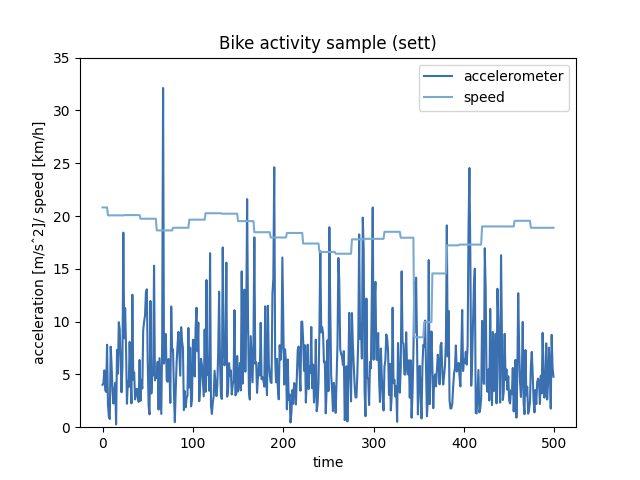 Bike activity sample (sett)
accelerometer
speed
acceleration [m/s^2]/ speed [km/h]
35
30
25
20
15
10
5
0
0
100
200
300
400
500
time